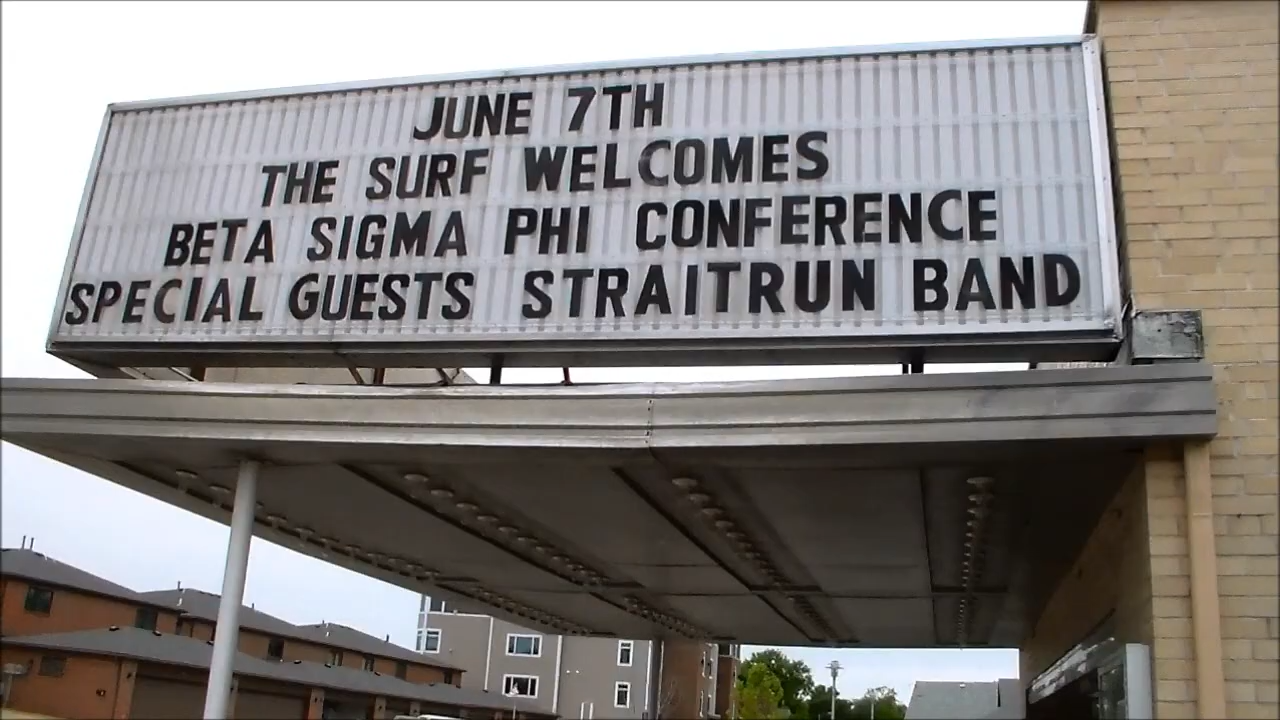 JUNE 7TH
THE SURF WELCOMES
BETA SIGMA PHI CONFERENCE
SPECIAL GUESTS STRAITRUN BAND